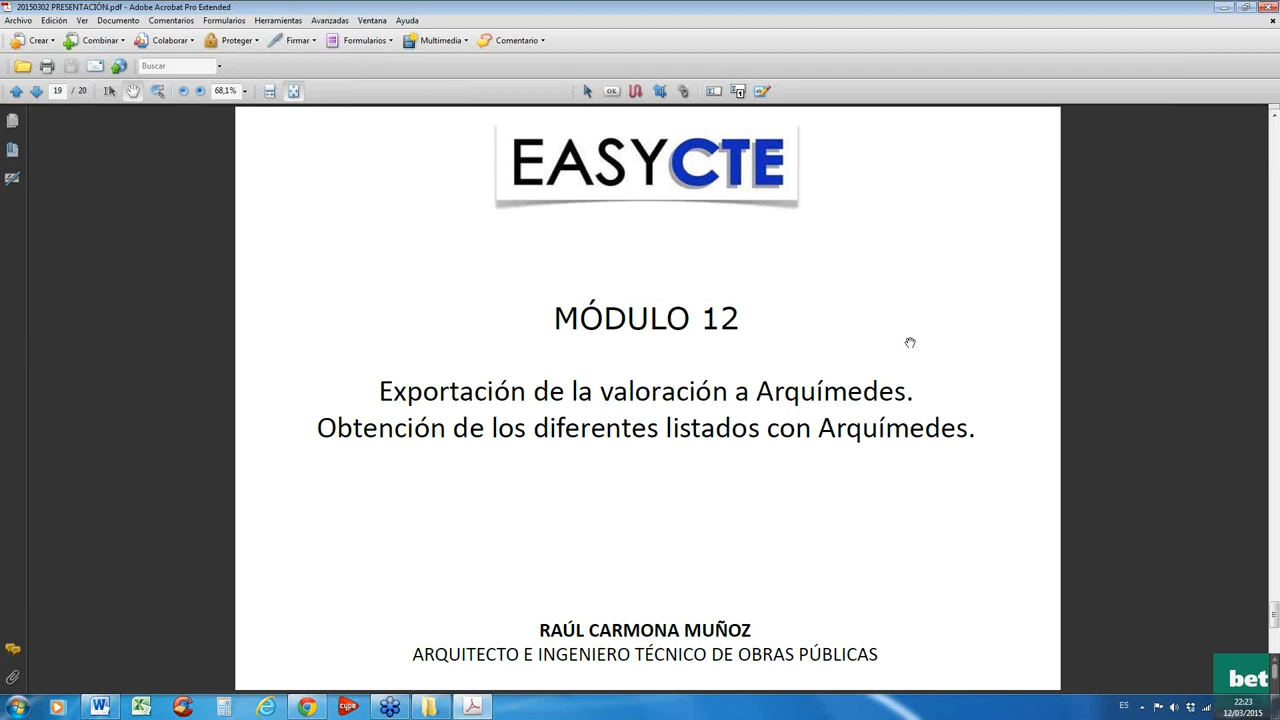 20150302 PRESENTACIÓN.pdf - Adobe Acrobat Pro Extended
Archivo Edición Ver Documento Comentarios Formularios Herramientas Avanzadas Ventana Ayuda
Crear Combinar Colaborar Proteger Firmar Formularios Multimedia Comentario
Buscar
19 / 20 68,1% OK
EASYCTE
MÓDULO 12
Exportación de la valoración a Arquímedes.
Obtención de los diferentes listados con Arquímedes.
RAÚL CARMONA MUÑOZ
ARQUITECTO E INGENIERO TÉCNICO DE OBRAS PÚBLICAS
bet
cype
ES
22:23
12/03/2015